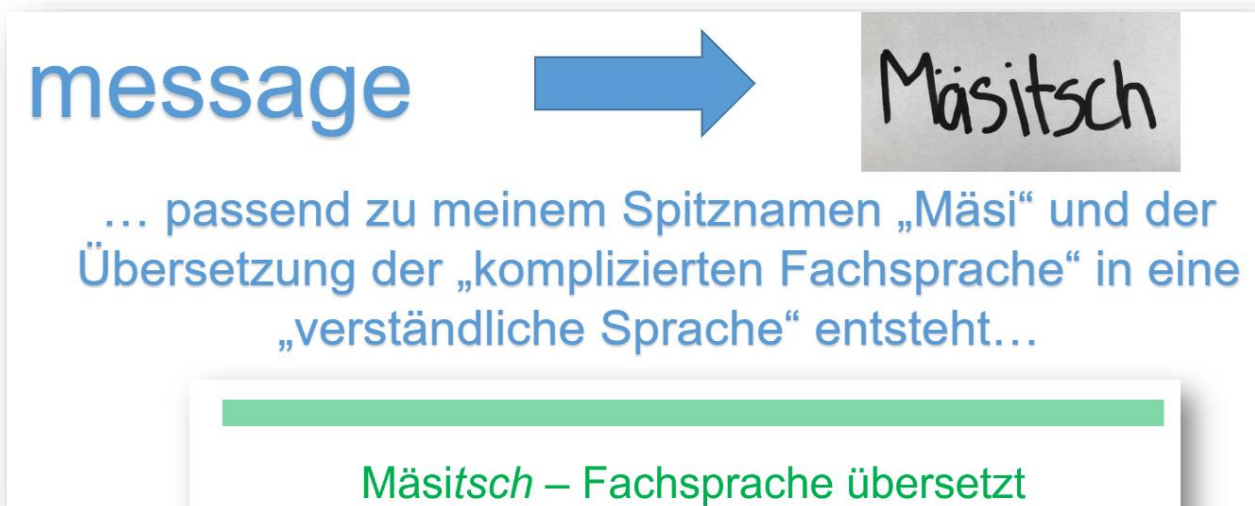 message
Mäsitsch
… passend zu meinem Spitznamen „Mäsi“ und der
Übersetzung der „komplizierten Fachsprache“ in eine
„verständliche Sprache“ entsteht…
Mäsitsch – Fachsprache übersetzt